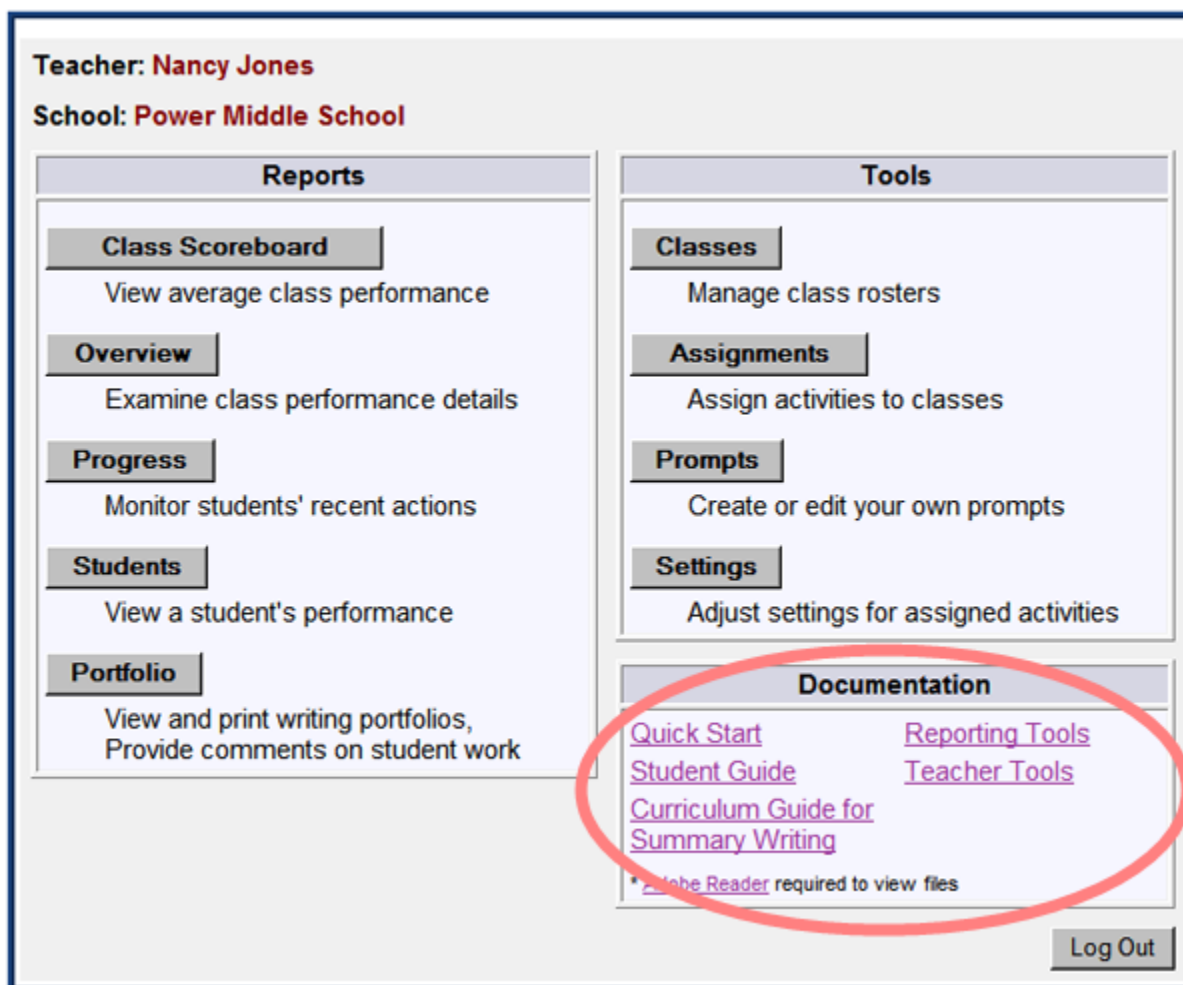 Teacher: Nancy Jones
School: Power Middle School
Reports
Class Scoreboard
View average class performance
Overview
Examine class performance details
Progress
Monitor students' recent actions
Students
View a student's performance
Portfolio
View and print writing portfolios,
Provide comments on student work
Tools
Classes
Manage class rosters
Assignments
Assign activities to classes
Prompts
Create or edit your own prompts
Settings
Adjust settings for assigned activities
Documentation
Quick Start
Reporting Tools
Student Guide
Teacher Tools
Curriculum Guide for
Summary Writing
* Adobe Reader required to view files
Log Out